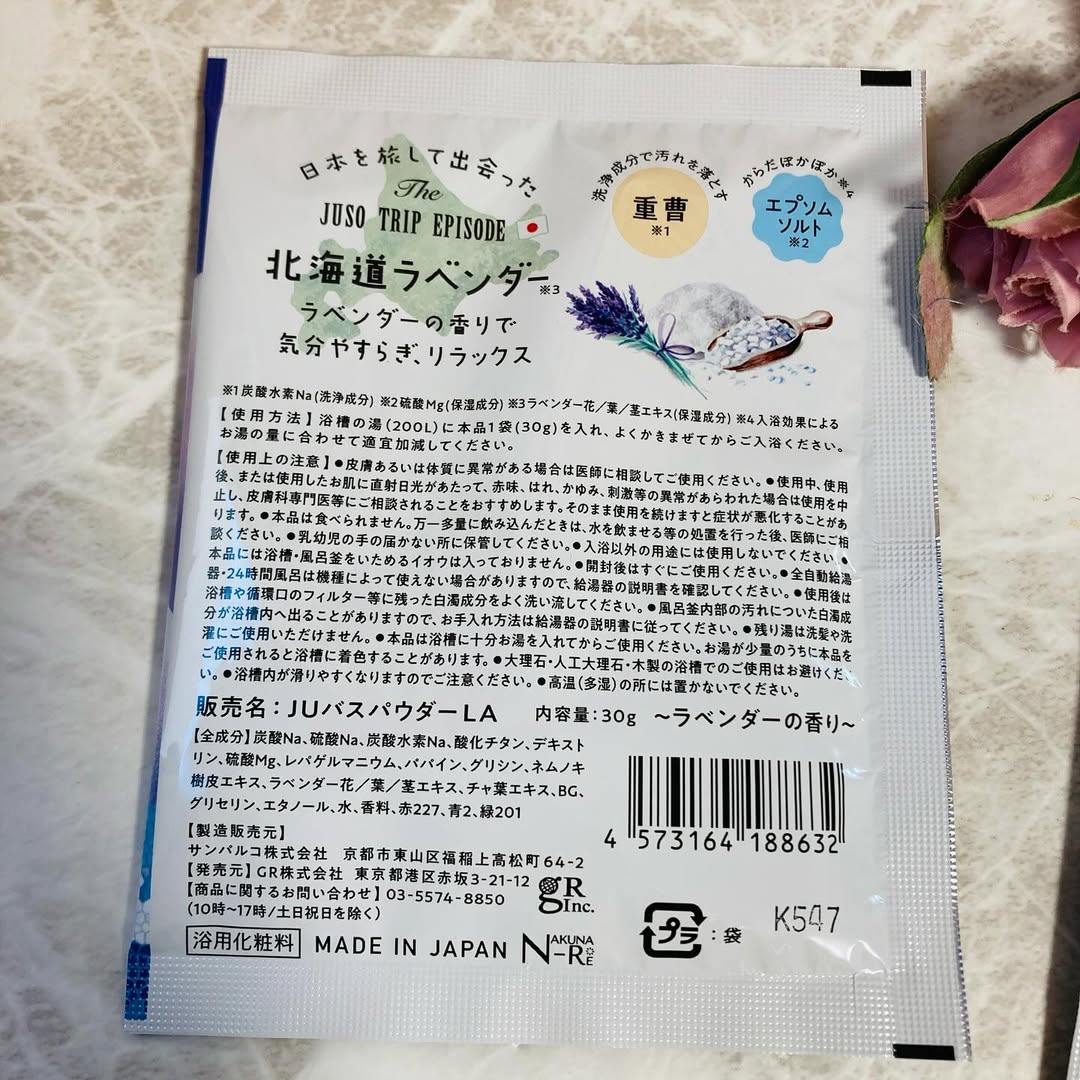 日本を旅して出会った
The
JUSO TRIP EPISODE
北海道ラベンダー※3
ラベンダーの香りで
気分やすらぎ、リラックス
洗浄成分で汚れを落とす
重曹
※1
からだぽかぽか※4
エプソム
ソルト
※2
※1炭酸水素Na(洗浄成分) ※2硫酸Mg(保湿成分) ※3ラベンダー花/葉/茎エキス(保湿成分) ※4入浴効果による
【使用方法】浴槽の湯(200L)に本品1袋(30g)を入れ、よくかきまぜてからご入浴ください。
お湯の量に合わせて適宜加減してください。
【使用上の注意】●皮膚あるいは体質に異常がある場合は医師に相談してご使用ください。●使用中、使用
後、または使用したお肌に直射日光があたって、赤味、はれ、かゆみ、刺激等の異常があらわれた場合は使用を中
止し、皮膚科専門医等にご相談されることをおすすめします。そのまま使用を続けますと症状が悪化することがあ
ります。●本品は食べられません。万一多量に飲み込んだときは、水を飲ませる等の処置を行った後、医師にご相
談ください。●乳幼児の手の届かない所に保管してください。●入浴以外の用途には使用しないでください。●
本品には浴槽・風呂釜をいためるイオウは入っておりません。●開封後はすぐにご使用ください。●全自動給湯
器・24時間風呂は機種によって使えない場合がありますので、給湯器の説明書を確認してください。●使用後は
浴槽や循環口のフィルター等に残った白濁成分をよく洗い流してください。●風呂釜内部の汚れについた白濁成
分が浴槽内へ出ることがありますので、お手入れ方法は給湯器の説明書に従ってください。●残り湯は洗髪や洗
濯にご使用いただけません。●本品は浴槽に十分お湯を入れてからご使用ください。お湯が少量のうちに本品を
ご使用されると浴槽に着色することがあります。●大理石・人工大理石・木製の浴槽でのご使用はお避けくださ
い。●浴槽内が滑りやすくなりますのでご注意ください。●高温(多湿)の所には置かないでください。
販売名：JUバスパウダーLA 内容量：30g 〜ラベンダーの香り〜
【全成分】炭酸Na、硫酸Na、炭酸水素Na、酸化チタン、デキスト
リン、硫酸Mg、レパゲルマニウム、パパイン、グリシン、ネムノキ
樹皮エキス、ラベンダー花/葉/茎エキス、チャ葉エキス、BG、
グリセリン、エタノール、水、香料、赤227、青2、緑201
4 573164 188632
【製造販売元】
サンパルコ株式会社 京都市東山区福稲上高松町64-2
【発売元】GR株式会社 東京都港区赤坂3-21-12
【商品に関するお問い合わせ】03-5574-8850
(10時〜17時/土日祝日を除く)
gR
Inc.
プラ
：袋
K547
浴用化粧料 MADE IN JAPAN NAKUNA-RE